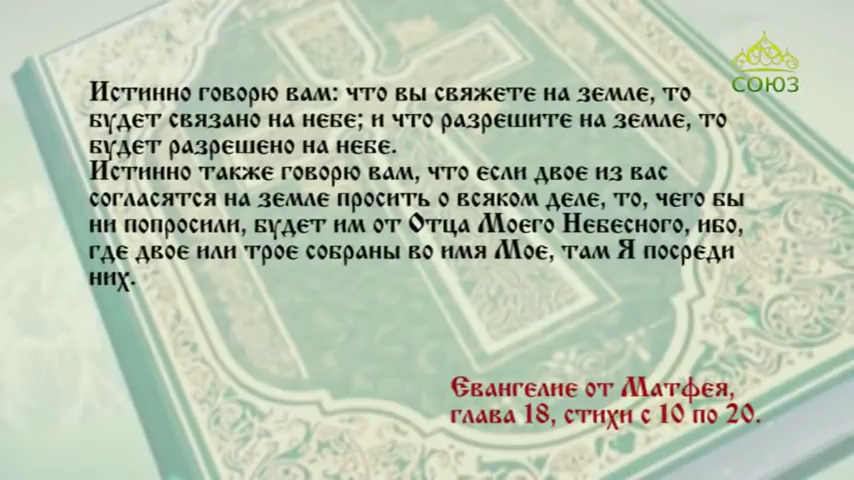 СОЮЗ
Истинно говорю вам: что вы свяжете на земле, то
будет связано на небе; и что разрешите на земле, то
будет разрешено на небе.
Истинно также говорю вам, что если двое из вас
согласятся на земле просить о всяком деле, то, чего бы
ни попросили, будет им от Отца Моего Небесного, ибо,
где двое или трое собраны во имя Мое, там Я посреди
них.
Евангелие от Матфея,
глава 18, стихи с 10 по 20.